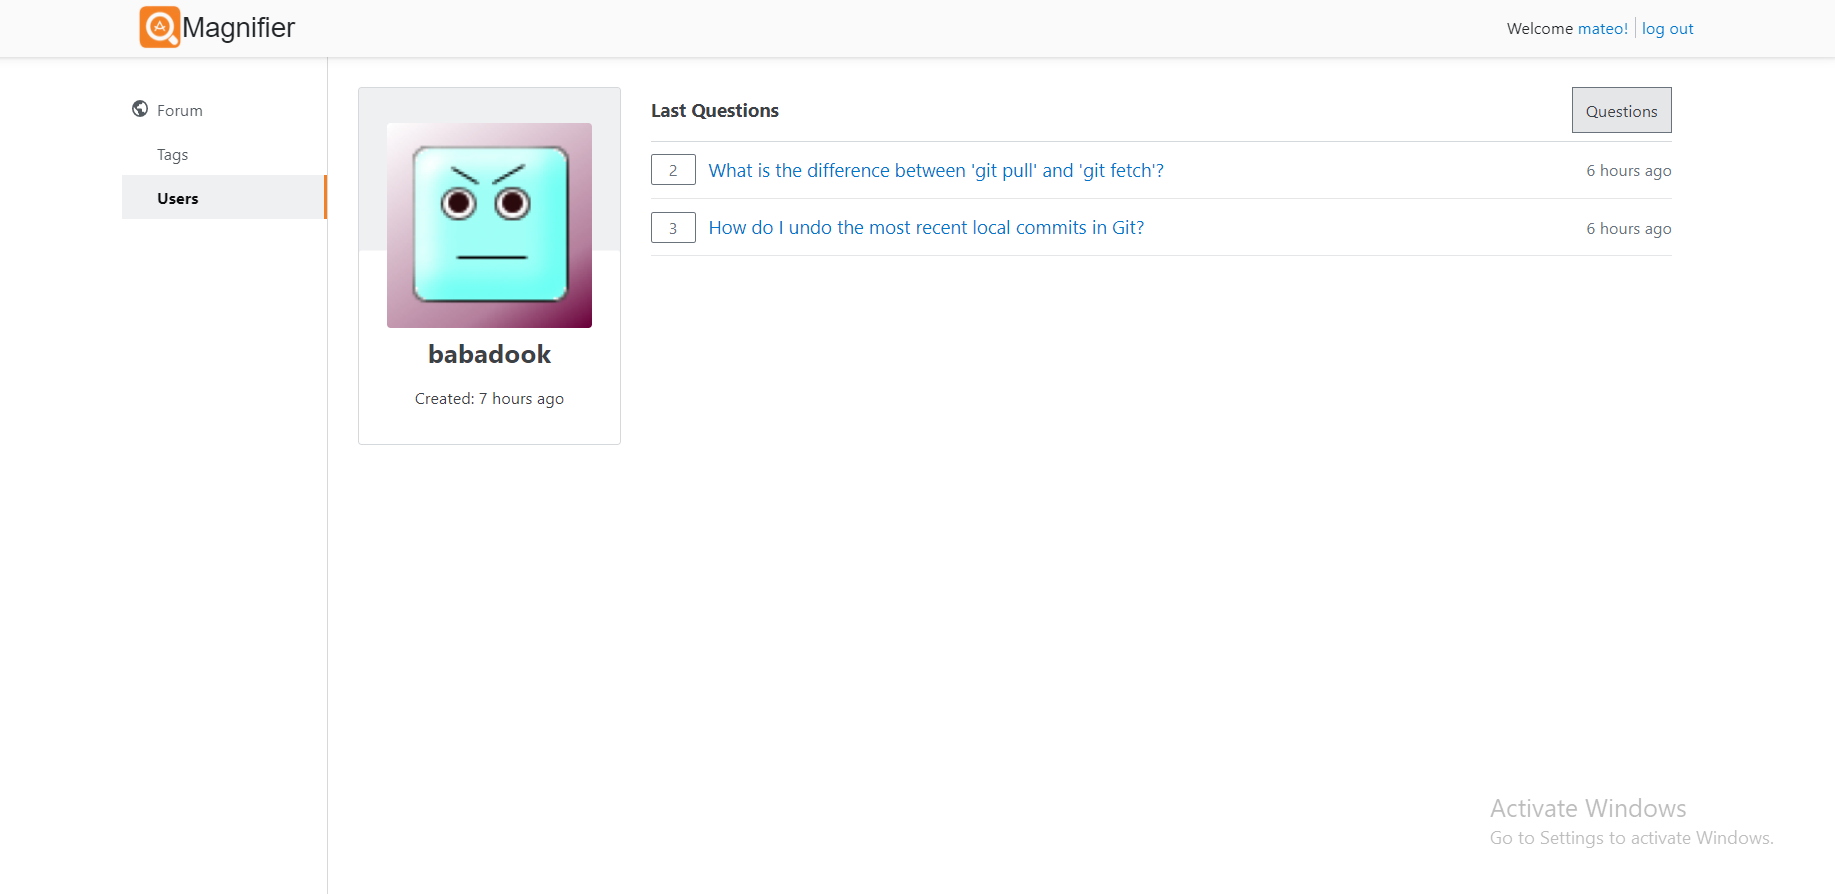 Magnifier
Welcome mateo! log out
Forum
Tags
Users
babadook
Created: 7 hours ago
Last Questions
Questions
2 What is the difference between 'git pull' and 'git fetch'? 6 hours ago
3 How do I undo the most recent local commits in Git? 6 hours ago
Activate Windows
Go to Settings to activate Windows.